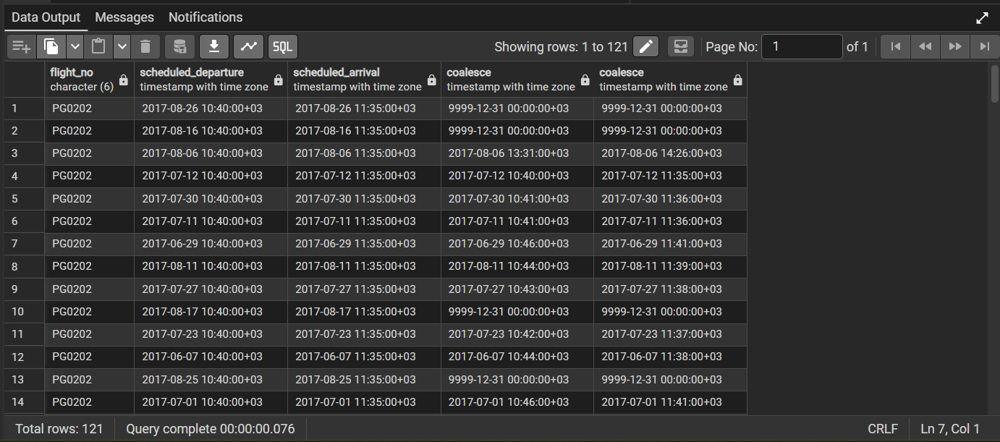 Data Output Messages Notifications
SQL Showing rows: 1 to 121 Page No: 1 of 1
flight_no scheduled_departure scheduled_arrival coalesce coalesce
character (6) timestamp with time zone timestamp with time zone timestamp with time zone timestamp with time zone
1 PG0202 2017-08-26 10:40:00+03 2017-08-26 11:35:00+03 9999-12-31 00:00:00+03 9999-12-31 00:00:00+03
2 PG0202 2017-08-16 10:40:00+03 2017-08-16 11:35:00+03 9999-12-31 00:00:00+03 9999-12-31 00:00:00+03
3 PG0202 2017-08-06 10:40:00+03 2017-08-06 11:35:00+03 2017-08-06 13:31:00+03 2017-08-06 14:26:00+03
4 PG0202 2017-07-12 10:40:00+03 2017-07-12 11:35:00+03 2017-07-12 10:40:00+03 2017-07-12 11:35:00+03
5 PG0202 2017-07-30 10:40:00+03 2017-07-30 11:35:00+03 2017-07-30 10:41:00+03 2017-07-30 11:36:00+03
6 PG0202 2017-07-11 10:40:00+03 2017-07-11 11:35:00+03 2017-07-11 10:41:00+03 2017-07-11 11:36:00+03
7 PG0202 2017-06-29 10:40:00+03 2017-06-29 11:35:00+03 2017-06-29 10:46:00+03 2017-06-29 11:41:00+03
8 PG0202 2017-08-11 10:40:00+03 2017-08-11 11:35:00+03 2017-08-11 10:44:00+03 2017-08-11 11:39:00+03
9 PG0202 2017-07-27 10:40:00+03 2017-07-27 11:35:00+03 2017-07-27 10:43:00+03 2017-07-27 11:38:00+03
10 PG0202 2017-08-17 10:40:00+03 2017-08-17 11:35:00+03 9999-12-31 00:00:00+03 9999-12-31 00:00:00+03
11 PG0202 2017-07-23 10:40:00+03 2017-07-23 11:35:00+03 2017-07-23 10:42:00+03 2017-07-23 11:37:00+03
12 PG0202 2017-06-07 10:40:00+03 2017-06-07 11:35:00+03 2017-06-07 10:44:00+03 2017-06-07 11:38:00+03
13 PG0202 2017-08-25 10:40:00+03 2017-08-25 11:35:00+03 9999-12-31 00:00:00+03 9999-12-31 00:00:00+03
14 PG0202 2017-07-01 10:40:00+03 2017-07-01 11:35:00+03 2017-07-01 10:46:00+03 2017-07-01 11:41:00+03
Total rows: 121 Query complete 00:00:00.076 CRLF Ln 7, Col 1